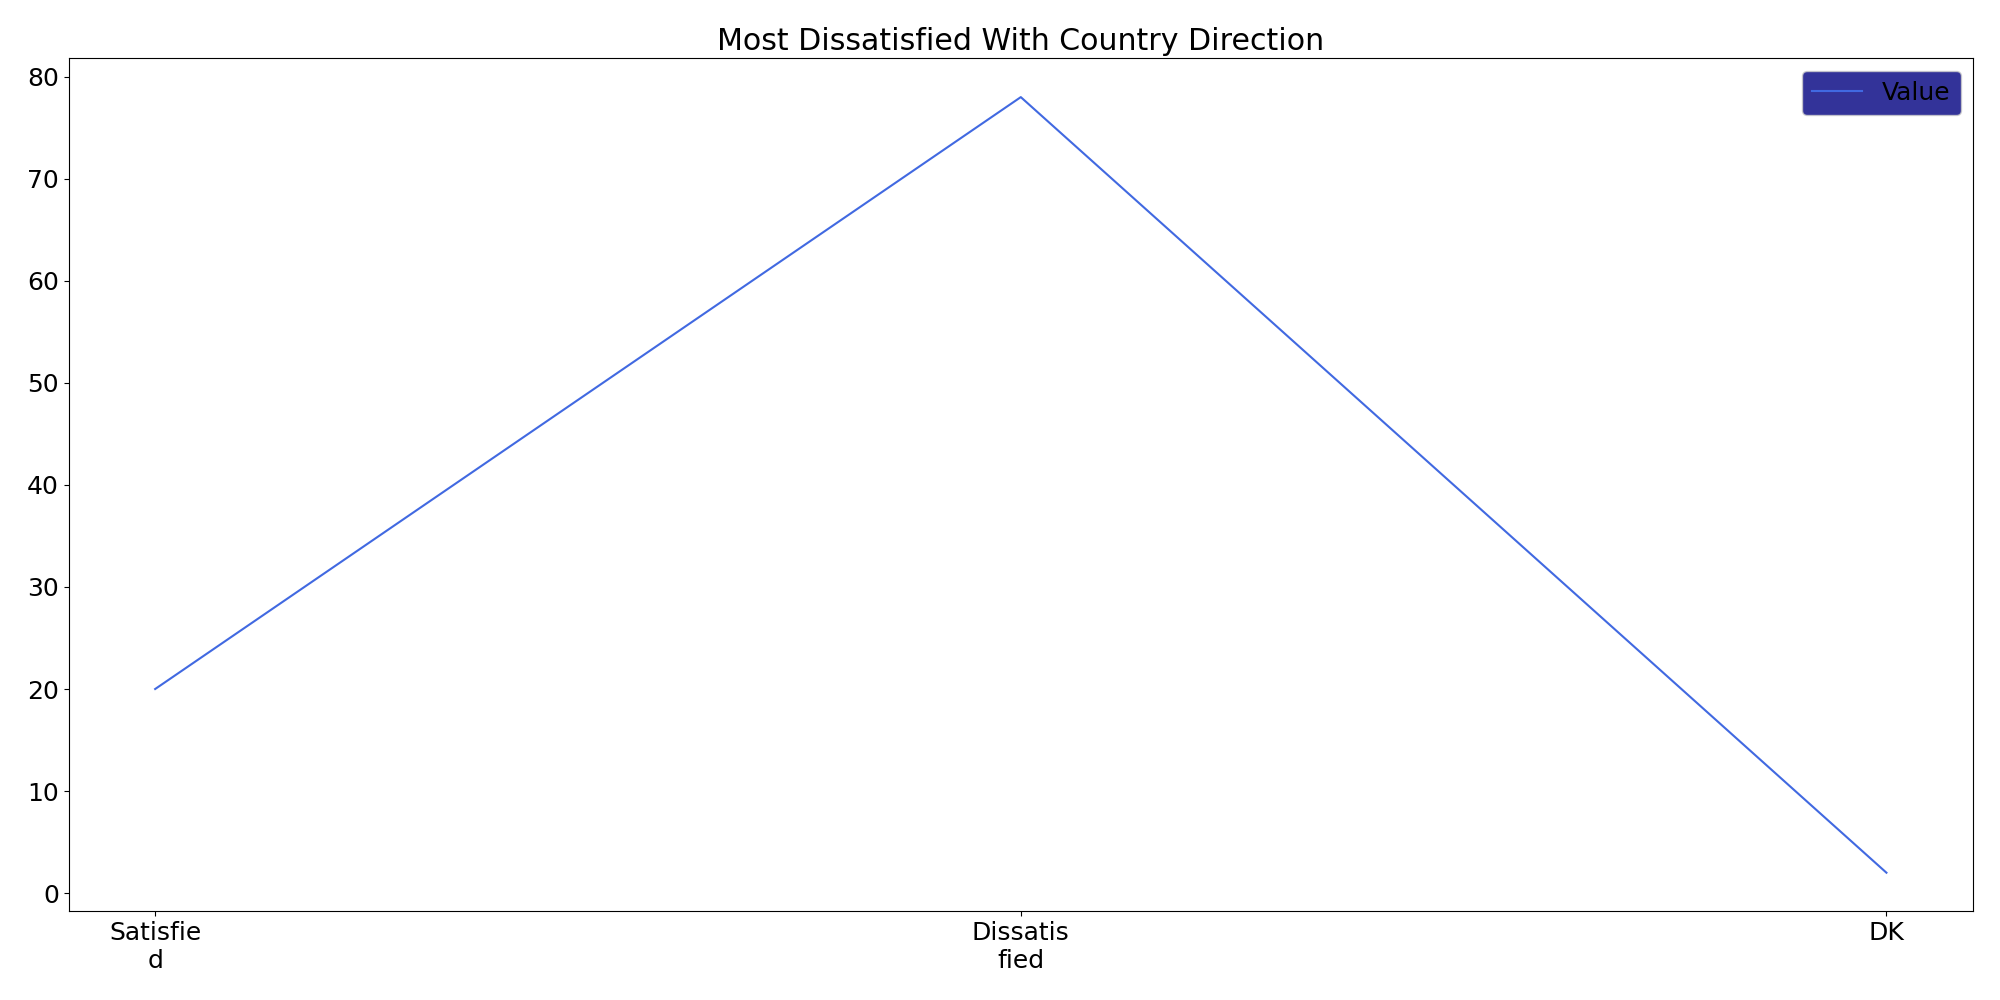 Most Dissatisfied With Country Direction
Value
80
70
60
50
40
30
20
10
0
Satisfie
d
Dissatis
fied
DK